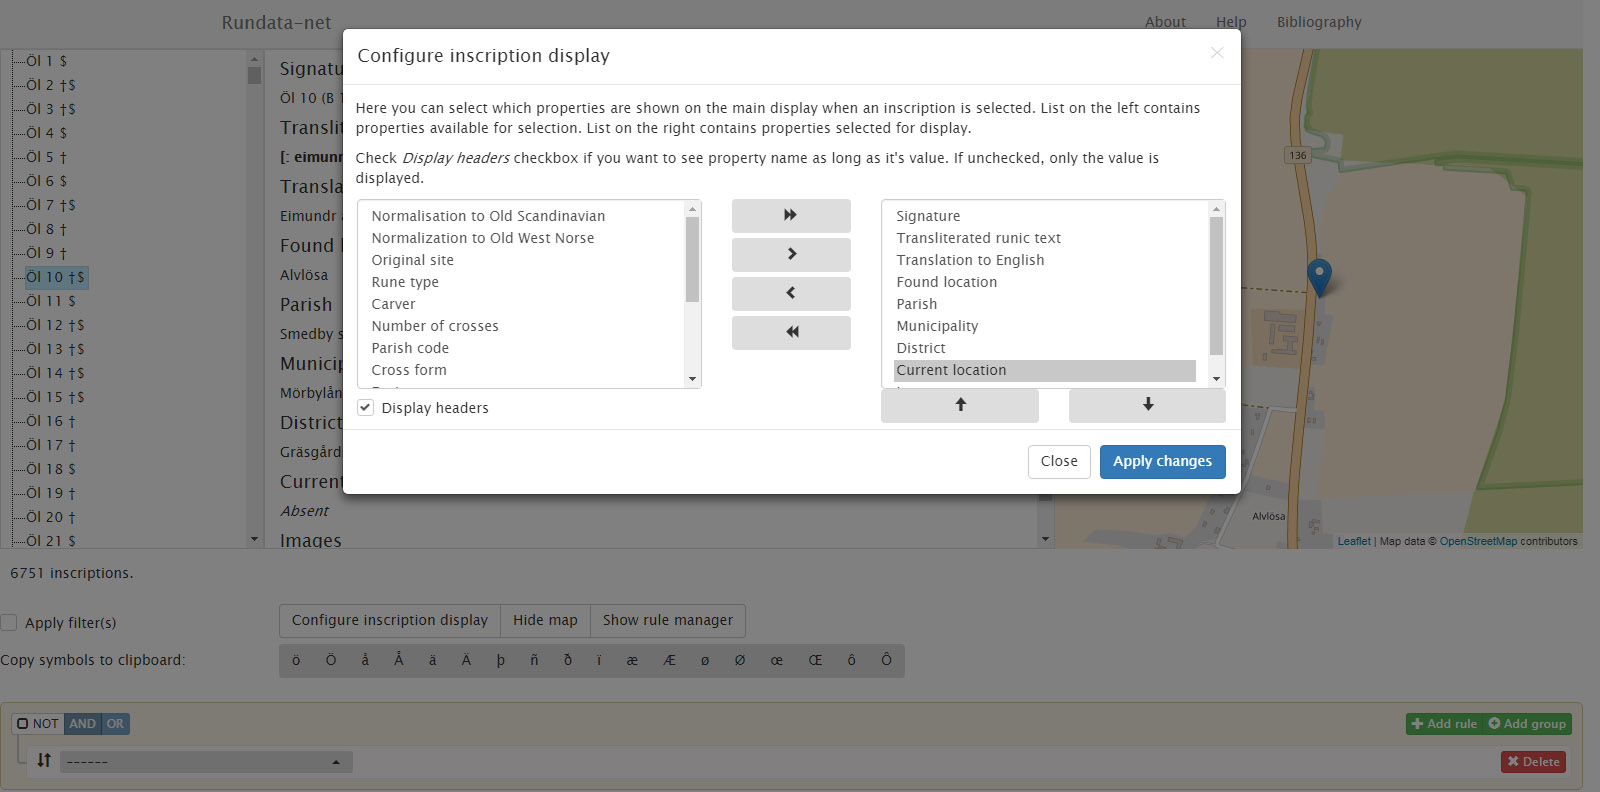 Rundata-net
About Help Bibliography
Öl 1 $
Öl 2 †$
Öl 3 †$
Öl 4 $
Öl 5 †
Öl 6 $
Öl 7 †$
Öl 8 †
Öl 9 †
Öl 10 †$
Öl 11 $
Öl 12 †$
Öl 13 †$
Öl 14 †$
Öl 15 †$
Öl 16 †
Öl 17 †
Öl 18 $
Öl 19 †
Öl 20 †
Öl 21 $
Öl 10 (B
[: eimunr
Eimundr
Found
Alvlösa
Parish
Smedby s
Mörbylån
District
Gräsgård
Current
Absent
Images
Configure inscription display
Here you can select which properties are shown on the main display when an inscription is selected. List on the left contains
properties available for selection. List on the right contains properties selected for display.
Check Display headers checkbox if you want to see property name as long as it's value. If unchecked, only the value is
displayed.
Normalisation to Old Scandinavian
Normalization to Old West Norse
Original site
Rune type
Carver
Number of crosses
Parish code
Cross form
Display headers
Signature
Transliterated runic text
Translation to English
Found location
Parish
Municipality
District
Current location
Close Apply changes
136
Alvlösa
Leaflet | Map data © OpenStreetMap contributors
6751 inscriptions.
Apply filter(s)
Configure inscription display Hide map Show rule manager
Copy symbols to clipboard:
ö Ö å Å ä Ä þ ñ ð ï æ Æ ø Ø œ Œ ô Ô
NOT AND OR
Add rule Add group
------
Delete